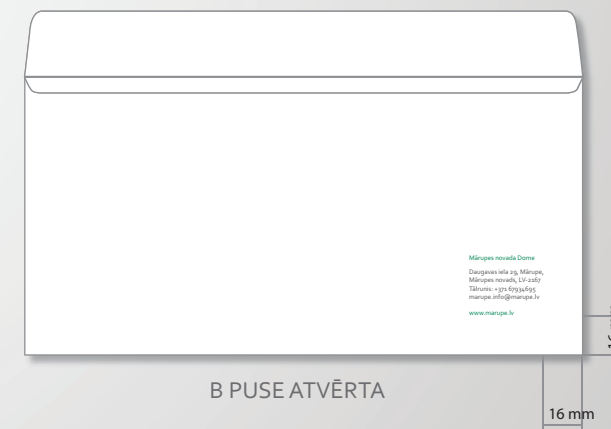 Mārupes novada Dome
Daugavas iela 29, Mārupe,
Mārupes novads, LV-2167
Tālrunis: +371 67934695
marupe.info@marupe.lv
www.marupe.lv
B PUSE ATVĒRTA
16 mm